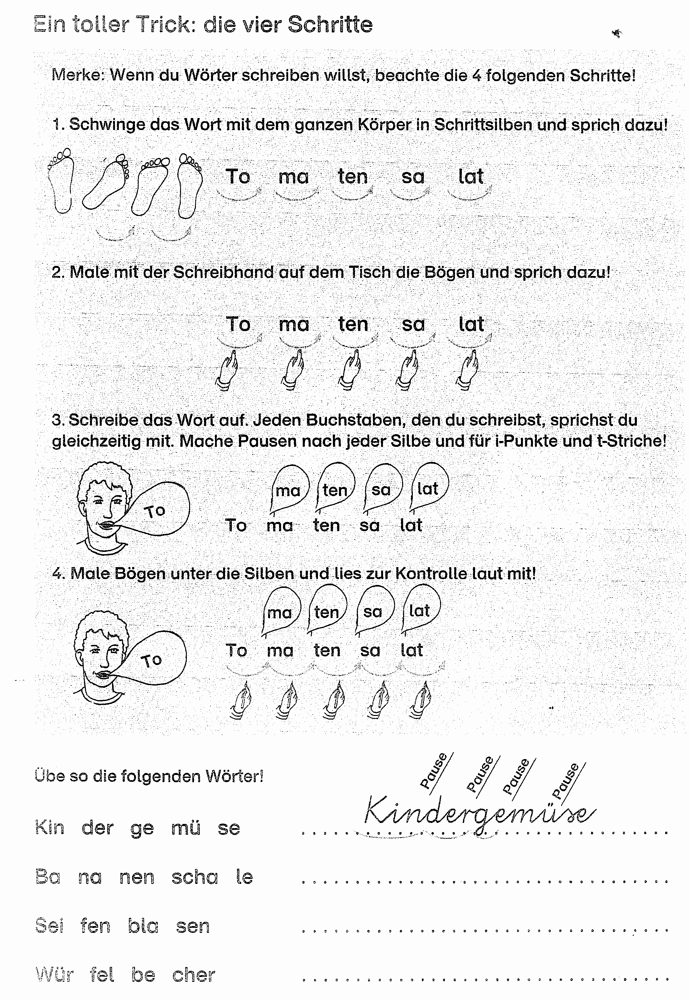 Ein toller Trick: die vier Schritte
Merke: Wenn du Wörter schreiben willst, beachte die 4 folgenden Schritte!
1. Schwinge das Wort mit dem ganzen Körper in Schrittsilben und sprich dazu!
To ma ten sa lat
2. Male mit der Schreibhand auf dem Tisch die Bögen und sprich dazu!
To ma ten sa lat
3. Schreibe das Wort auf. Jeden Buchstaben, den du schreibst, sprichst du
gleichzeitig mit. Mache Pausen nach jeder Silbe und für i-Punkte und t-Striche!
ma ten sa lat
To
To ma ten sa lat
4. Male Bögen unter die Silben und lies zur Kontrolle laut mit!
ma ten sa lat
To
To ma ten sa lat
Pause Pause Pause Pause
Übe so die folgenden Wörter!
Kin der ge mü se Kindergemüse
Ba na nen scha le
Sei fen bla sen
Wür fel be cher